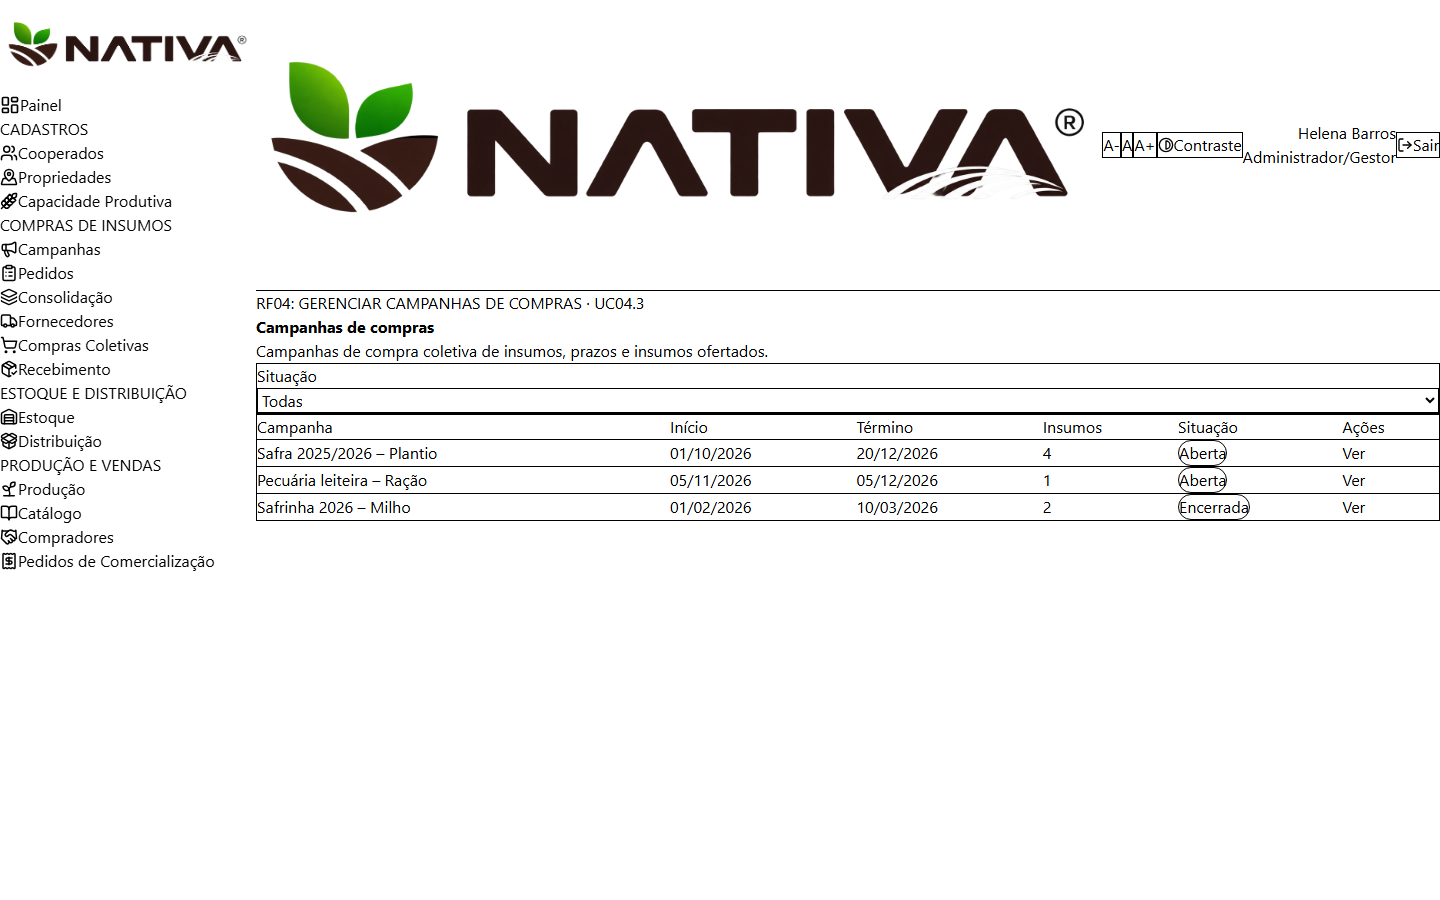 NATIVA®
Painel
CADASTROS
Cooperados
Propriedades
Capacidade Produtiva
COMPRAS DE INSUMOS
Campanhas
Pedidos
Consolidação
Fornecedores
Compras Coletivas
Recebimento
ESTOQUE E DISTRIBUIÇÃO
Estoque
Distribuição
PRODUÇÃO E VENDAS
Produção
Catálogo
Compradores
Pedidos de Comercialização
NATIVA®
A- A A+ Contraste
Helena Barros
Administrador/Gestor
Sair
RF04: GERENCIAR CAMPANHAS DE COMPRAS · UC04.3
Campanhas de compras
Campanhas de compra coletiva de insumos, prazos e insumos ofertados.
Situação
Todas
Campanha Início Término Insumos Situação Ações
Safra 2025/2026 – Plantio 01/10/2026 20/12/2026 4 Aberta Ver
Pecuária leiteira – Ração 05/11/2026 05/12/2026 1 Aberta Ver
Safrinha 2026 – Milho 01/02/2026 10/03/2026 2 Encerrada Ver